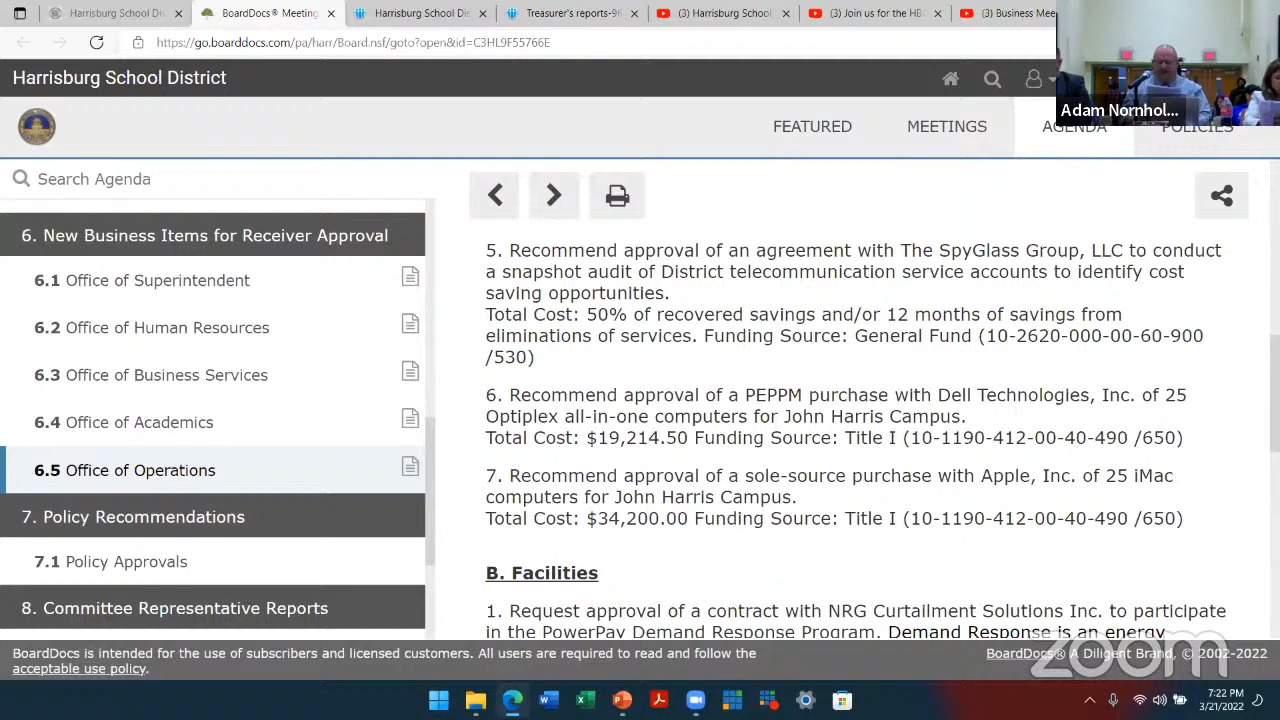 Harrisburg School Dis
BoardDocs® Meeting
Harrisburg School Di
Treasurer's reports-96
(3) Harrisburg School
(3) Join us for the HB
(3) Business Mee
https://go.boarddocs.com/pa/harr/Board.nsf/goto?open&id=C3HL9F55766E
Harrisburg School District
Adam Nornhol...
FEATURED
MEETINGS
AGENDA
POLICIES
Search Agenda
6. New Business Items for Receiver Approval
6.1 Office of Superintendent
6.2 Office of Human Resources
6.3 Office of Business Services
6.4 Office of Academics
6.5 Office of Operations
7. Policy Recommendations
7.1 Policy Approvals
8. Committee Representative Reports
5. Recommend approval of an agreement with The SpyGlass Group, LLC to conduct
a snapshot audit of District telecommunication service accounts to identify cost
saving opportunities.
Total Cost: 50% of recovered savings and/or 12 months of savings from
eliminations of services. Funding Source: General Fund (10-2620-000-00-60-900
/530)
6. Recommend approval of a PEPPM purchase with Dell Technologies, Inc. of 25
Optiplex all-in-one computers for John Harris Campus.
Total Cost: $19,214.50 Funding Source: Title I (10-1190-412-00-40-490 /650)
7. Recommend approval of a sole-source purchase with Apple, Inc. of 25 iMac
computers for John Harris Campus.
Total Cost: $34,200.00 Funding Source: Title I (10-1190-412-00-40-490 /650)
B. Facilities
1. Request approval of a contract with NRG Curtailment Solutions Inc. to participate
in the PowerPay Demand Response Program. Demand Response is an energy
BoardDocs is intended for the use of subscribers and licensed customers. All users are required to read and follow the
acceptable use policy.
BoardDocs® A Diligent Brand, © 2002-2022
zoom
7:22 PM
3/21/2022